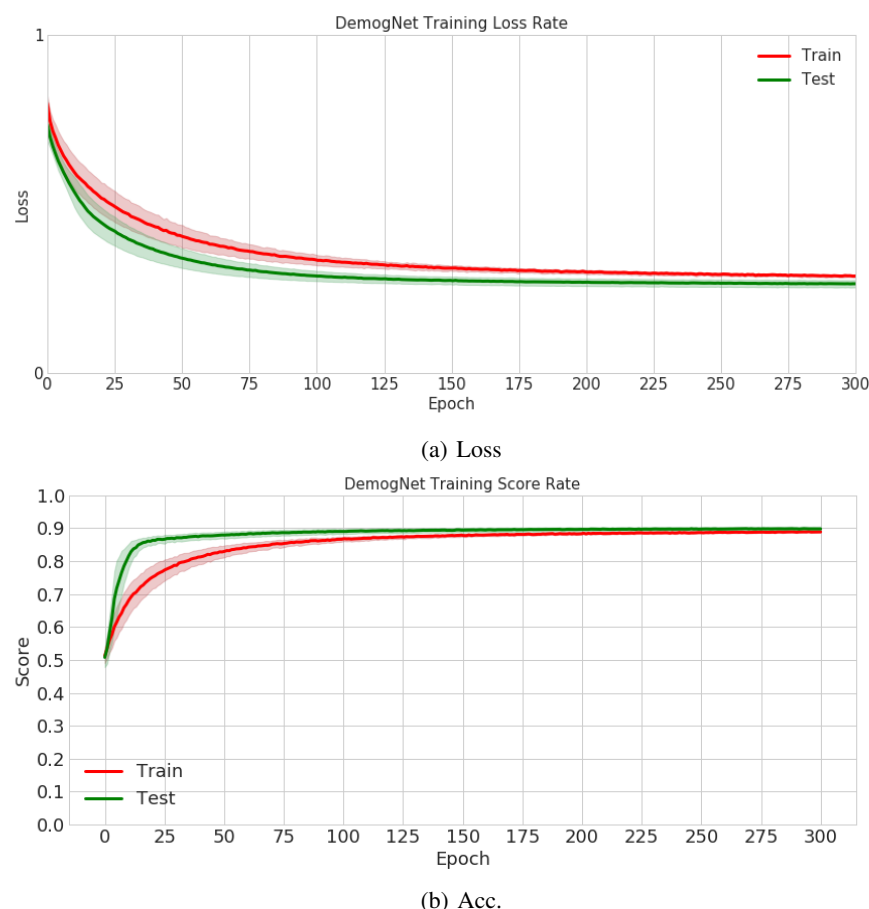 DemogNet Training Loss Rate
1
Train
Test
Loss
0
0 25 50 75 100 125 150 175 200 225 250 275 300
Epoch
(a) Loss
DemogNet Training Score Rate
1.0
0.9
0.8
0.7
0.6
0.5
0.4
0.3
0.2
0.1
0.0
Score
Train
Test
0 25 50 75 100 125 150 175 200 225 250 275 300
Epoch
(b) Acc.